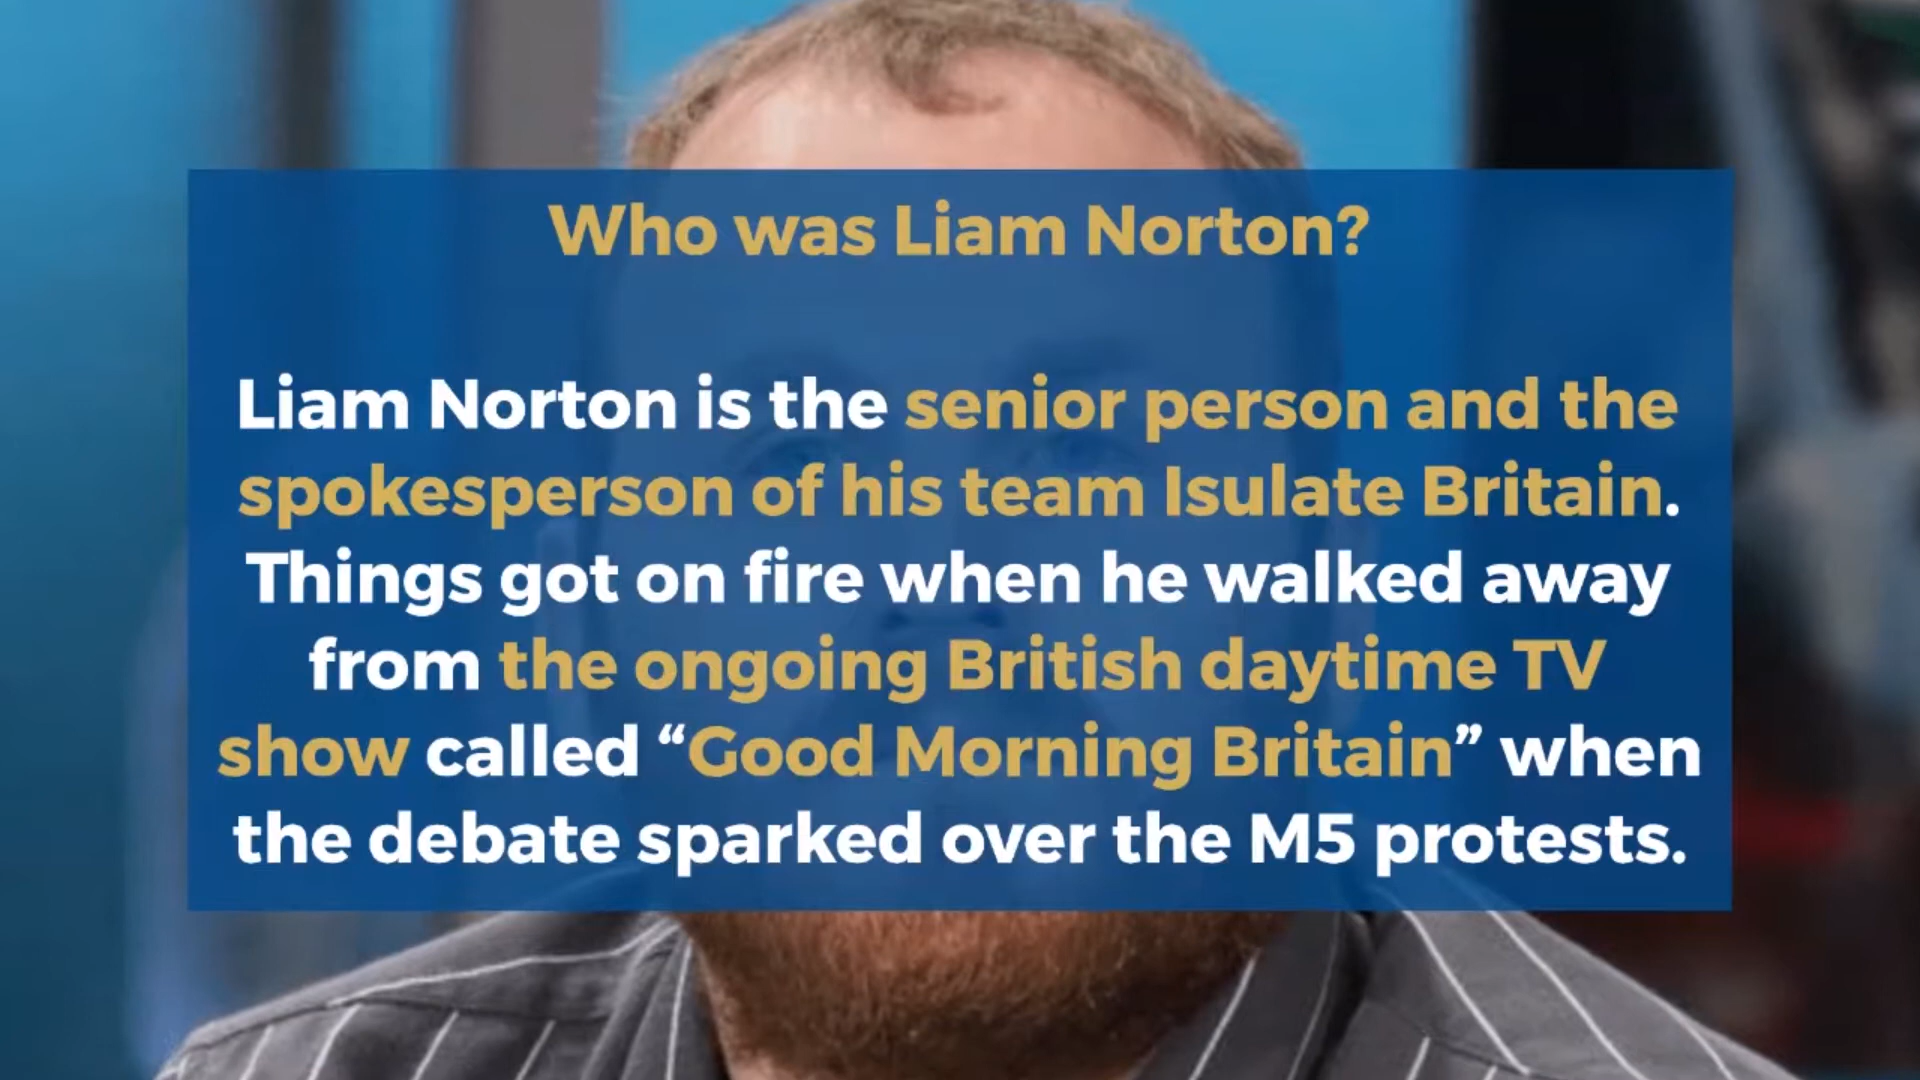 Who was Liam Norton?
Liam Norton is the senior person and the
spokesperson of his team Isulate Britain.
Things got on fire when he walked away
from the ongoing British daytime TV
show called “Good Morning Britain” when
the debate sparked over the M5 protests.